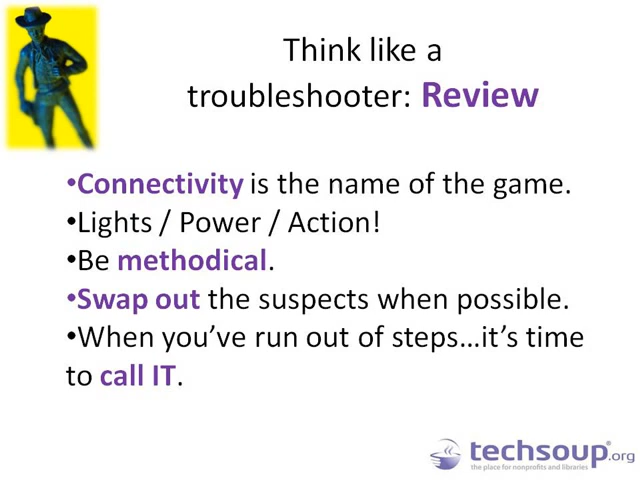 Think like a
troubleshooter: Review
•Connectivity is the name of the game.
•Lights / Power / Action!
•Be methodical.
•Swap out the suspects when possible.
•When you’ve run out of steps…it’s time
to call IT.
techsoup®.org
the place for nonprofits and libraries